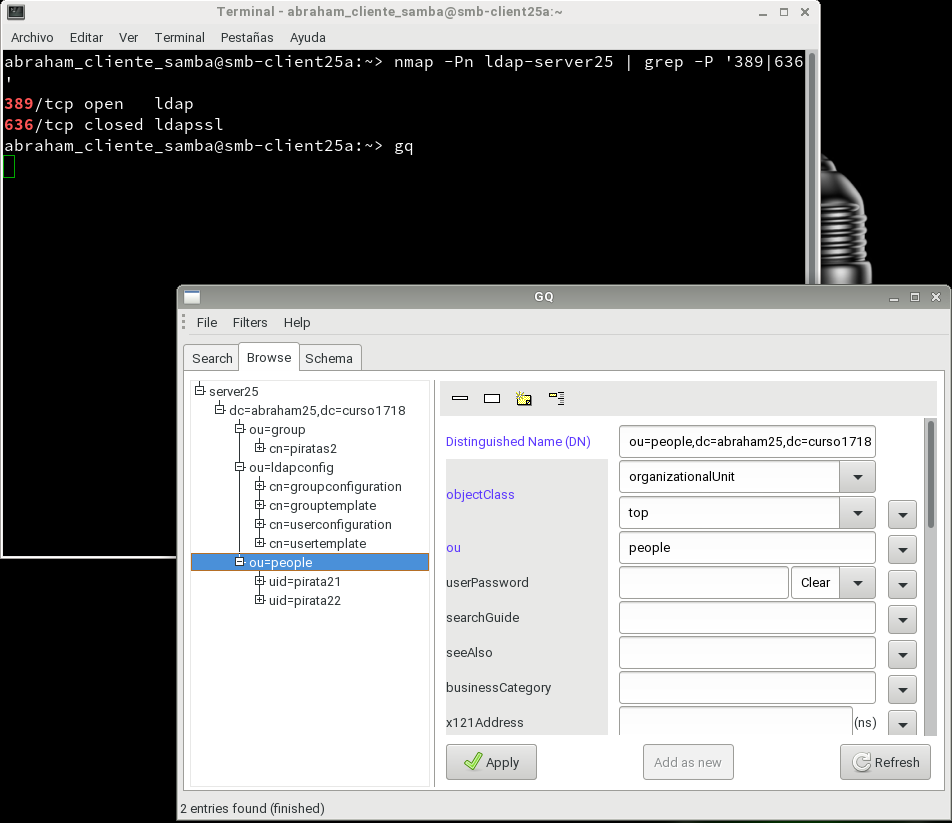 Terminal - abraham_cliente_samba@smb-client25a:~
Archivo Editar Ver Terminal Pestañas Ayuda
abraham_cliente_samba@smb-client25a:~> nmap -Pn ldap-server25 | grep -P '389|636
'
389/tcp open   ldap
636/tcp closed ldapssl
abraham_cliente_samba@smb-client25a:~> gq
GQ
File Filters Help
Search Browse Schema
server25
dc=abraham25,dc=curso1718
ou=group
cn=piratas2
ou=ldapconfig
cn=groupconfiguration
cn=grouptemplate
cn=userconfiguration
cn=usertemplate
ou=people
uid=pirata21
uid=pirata22
Distinguished Name (DN) ou=people,dc=abraham25,dc=curso1718
objectClass organizationalUnit
top
ou people
userPassword Clear
searchGuide
seeAlso
businessCategory
x121Address (ns)
Apply Add as new Refresh
2 entries found (finished)